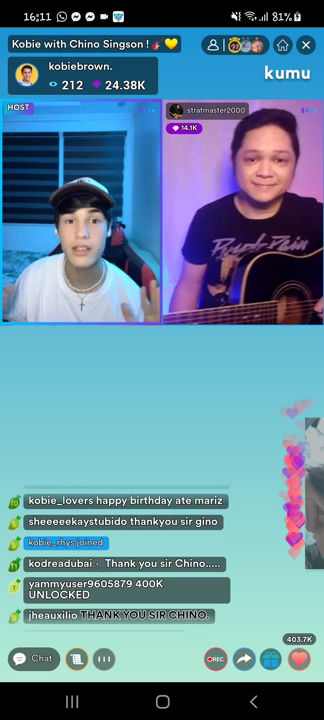 16:11
81%
Kobie with Chino Singson !
kobiebrown.
212 24.38K
kumu
HOST
stratmaster2000
14.1K
Purple Rain
kobie_lovers happy birthday ate mariz
sheeeeekaystubido thankyou sir gino
kobie_rhys joined
kodreadubai Thank you sir Chino.....
yammyuser9605879 400K
UNLOCKED
jheauxilio THANK YOU SIR CHINO.
403.7K
Chat
REC